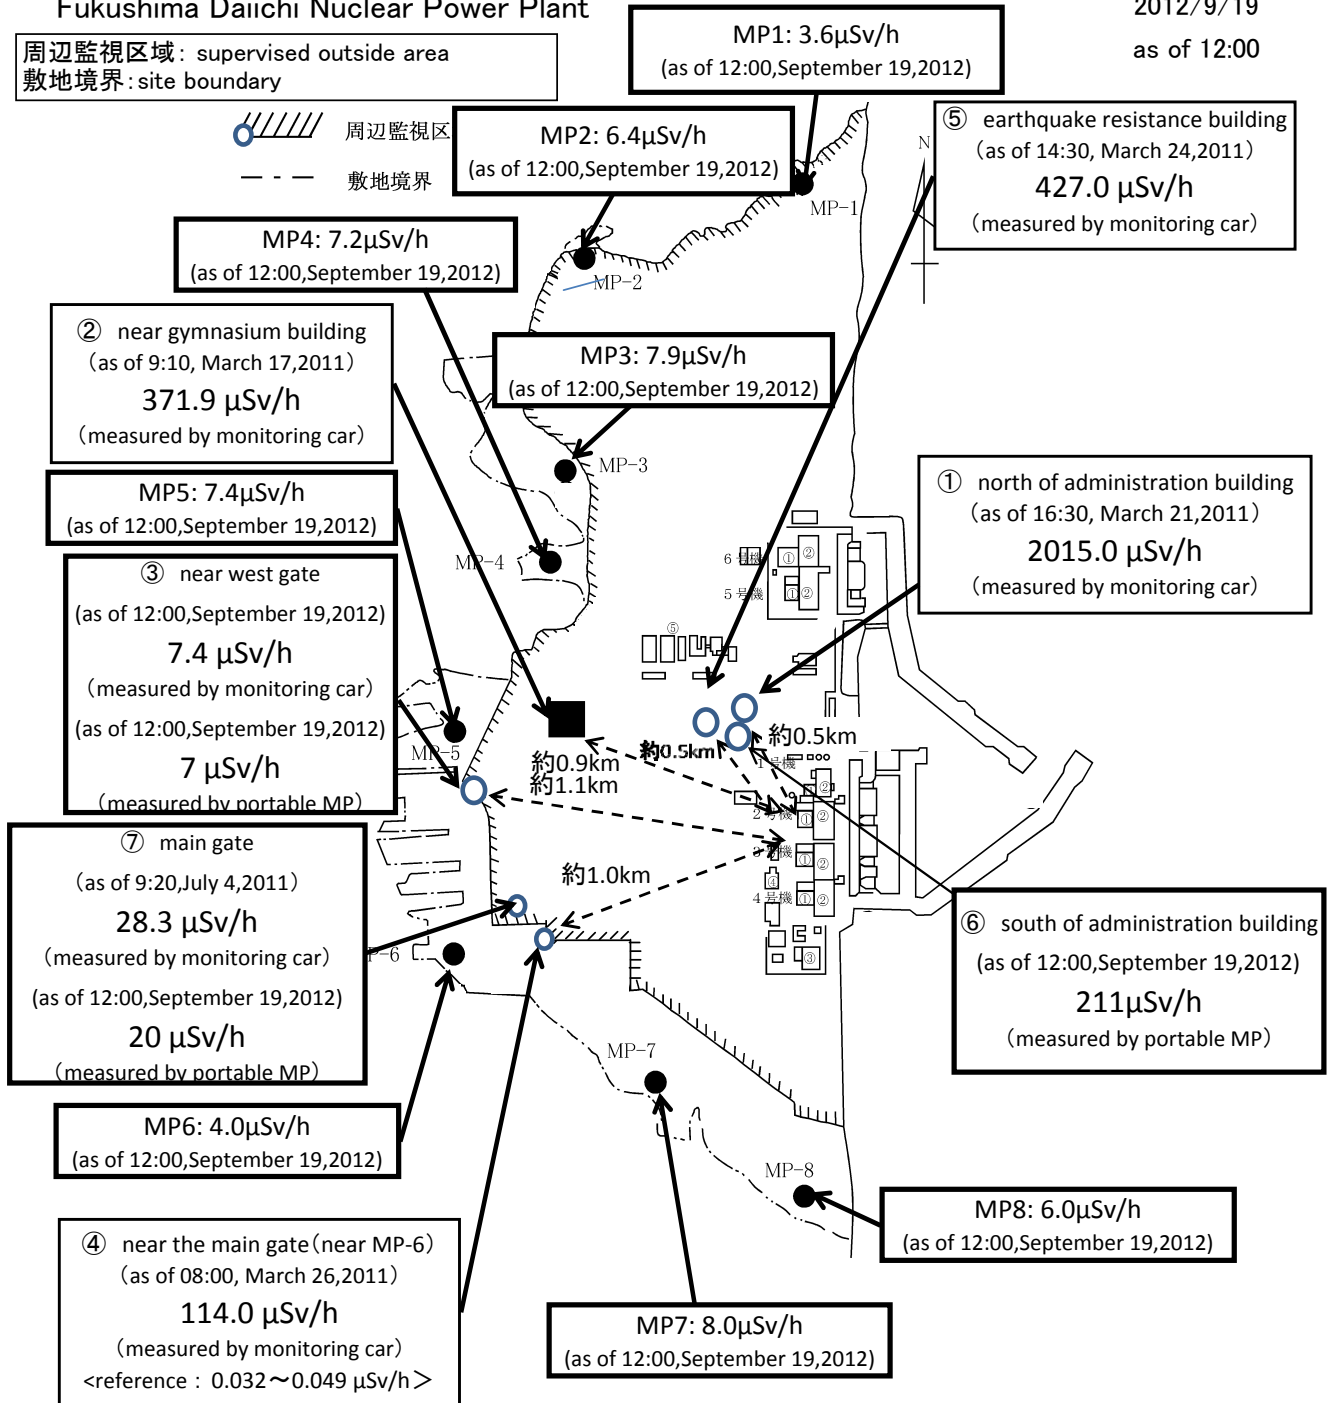 Fukushima Daiichi Nuclear Power Plant
2012/9/19
as of 12:00
周辺監視区域: supervised outside area
敷地境界:site boundary
周辺監視区
敷地境界
MP1: 3.6μSv/h
(as of 12:00,September 19,2012)
MP2: 6.4μSv/h
(as of 12:00,September 19,2012)
⑤ earthquake resistance building
(as of 14:30, March 24,2011)
427.0 μSv/h
(measured by monitoring car)
N
MP-1
MP4: 7.2μSv/h
(as of 12:00,September 19,2012)
MP-2
② near gymnasium building
(as of 9:10, March 17,2011)
371.9 μSv/h
(measured by monitoring car)
MP3: 7.9μSv/h
(as of 12:00,September 19,2012)
MP-3
MP5: 7.4μSv/h
(as of 12:00,September 19,2012)
① north of administration building
(as of 16:30, March 21,2011)
2015.0 μSv/h
(measured by monitoring car)
MP-4
6号機 ① ②
5号機 ① ②
③ near west gate
(as of 12:00,September 19,2012)
7.4 μSv/h
(measured by monitoring car)
(as of 12:00,September 19,2012)
7 μSv/h
(measured by portable MP)
⑤
MP-5
約0.9km
約1.1km
約0.5km
約0.5km
1号機 ① ②
2号機 ① ②
3号機 ① ②
④
4号機 ① ②
③
約1.0km
⑦ main gate
(as of 9:20,July 4,2011)
28.3 μSv/h
(measured by monitoring car)
(as of 12:00,September 19,2012)
20 μSv/h
(measured by portable MP)
P-6
⑥ south of administration building
(as of 12:00,September 19,2012)
211μSv/h
(measured by portable MP)
MP-7
MP6: 4.0μSv/h
(as of 12:00,September 19,2012)
MP-8
MP8: 6.0μSv/h
(as of 12:00,September 19,2012)
④ near the main gate(near MP-6)
(as of 08:00, March 26,2011)
114.0 μSv/h
(measured by monitoring car)
<reference : 0.032～0.049 μSv/h>
MP7: 8.0μSv/h
(as of 12:00,September 19,2012)